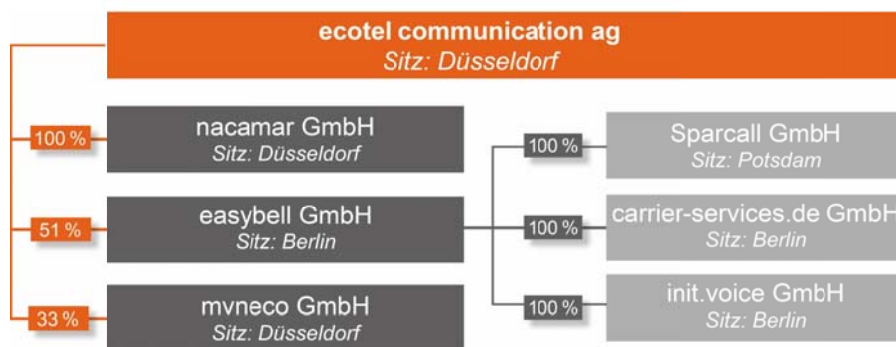 ecotel communication ag
Sitz: Düsseldorf
100 %
nacamar GmbH
Sitz: Düsseldorf
100 %
Sparcall GmbH
Sitz: Potsdam
51 %
easybell GmbH
Sitz: Berlin
100 %
carrier-services.de GmbH
Sitz: Berlin
33 %
mvneco GmbH
Sitz: Düsseldorf
100 %
init.voice GmbH
Sitz: Berlin